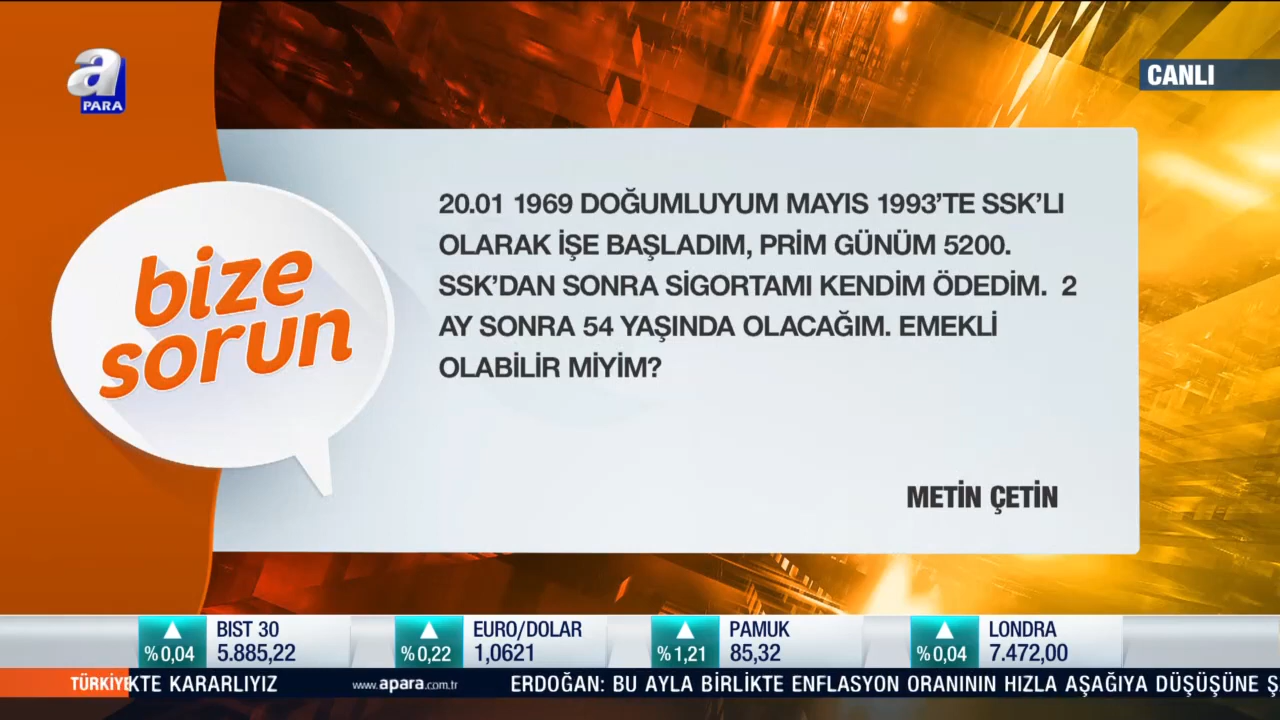 a
PARA
CANLI
20.01 1969 DOĞUMLUYUM MAYIS 1993'TE SSK'LI
OLARAK İŞE BAŞLADIM, PRİM GÜNÜM 5200.
SSK'DAN SONRA SİGORTAMI KENDİM ÖDEDİM. 2
AY SONRA 54 YAŞINDA OLACAĞIM. EMEKLİ
OLABİLİR MİYİM?
bize
sorun
METİN ÇETİN
BIST 30
%0,04 5.885,22
EURO/DOLAR
%0,22 1,0621
PAMUK
%1,21 85,32
LONDRA
%0,04 7.472,00
TÜRKİYE KTE KARARLIYIZ www.apara.com.tr ERDOĞAN: BU AYLA BİRLİKTE ENFLASYON ORANININ HIZLA AŞAĞIYA DÜŞÜŞÜNE Ş